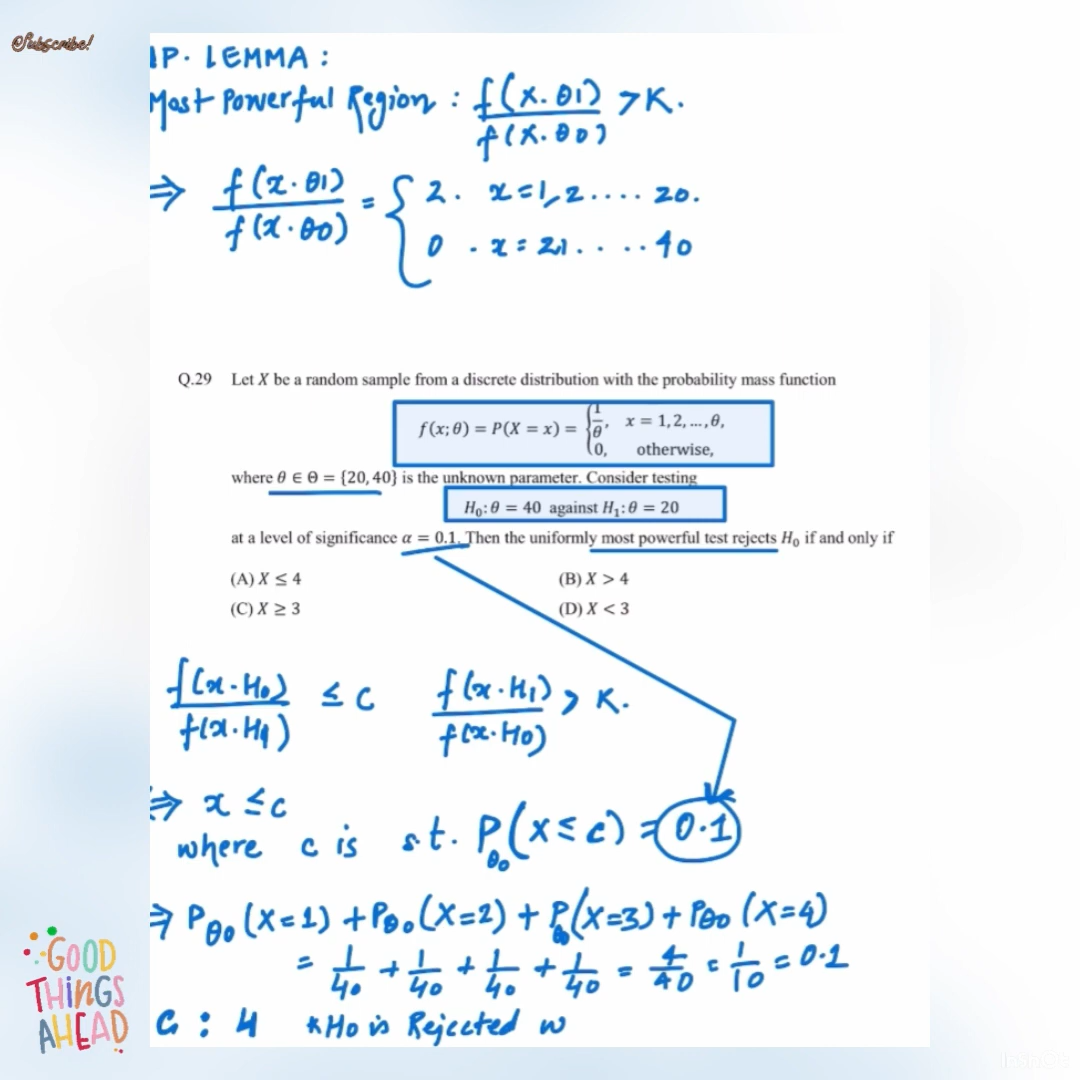 @Subscribe!
P. LEMMA :
Most Powerful Region : f(X.θ1) / f(X.θ0) > K.
⇒ f(x.θ1) / f(x.θ0) = { 2. x=1,2.... 20.
0 . x = 21. . . . . 40
Q.29 Let X be a random sample from a discrete distribution with the probability mass function
f(x; θ) = P(X = x) = { 1/θ, x = 1, 2, ..., θ,
0, otherwise,
where θ ∈ Θ = {20, 40} is the unknown parameter. Consider testing
H₀: θ = 40 against H₁: θ = 20
at a level of significance α = 0.1. Then the uniformly most powerful test rejects H₀ if and only if
(A) X ≤ 4 (B) X > 4
(C) X ≥ 3 (D) X < 3
f(x.H₀) / f(x.H₁) ≤ c f(x.H₁) / f(x.H₀) > K.
⇒ x ≤ c
where c is s.t. Pθ₀(X ≤ c) = 0.1
⇒ Pθ₀(X=1) + Pθ₀(X=2) + Pθ₀(X=3) + Pθ₀(X=4)
= 1/40 + 1/40 + 1/40 + 1/40 = 4/40 = 1/10 = 0.1
C : 4 *H₀ is Rejected w
GOOD
THiNGS
AHEAD